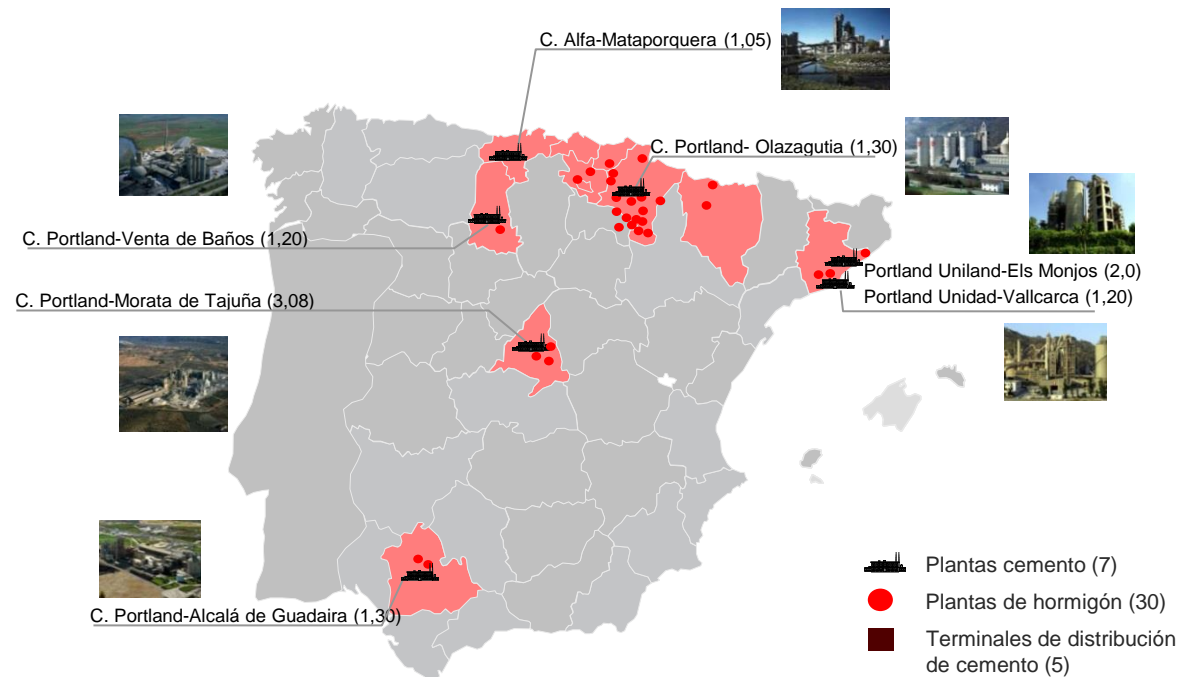 C. Alfa-Mataporquera (1,05)
C. Portland- Olazagutia (1,30)
C. Portland-Venta de Baños (1,20)
Portland Uniland-Els Monjos (2,0)
C. Portland-Morata de Tajuña (3,08)
Portland Unidad-Vallcarca (1,20)
Plantas cemento (7)
Plantas de hormigón (30)
C. Portland-Alcalá de Guadaira (1,30)
Terminales de distribución
de cemento (5)